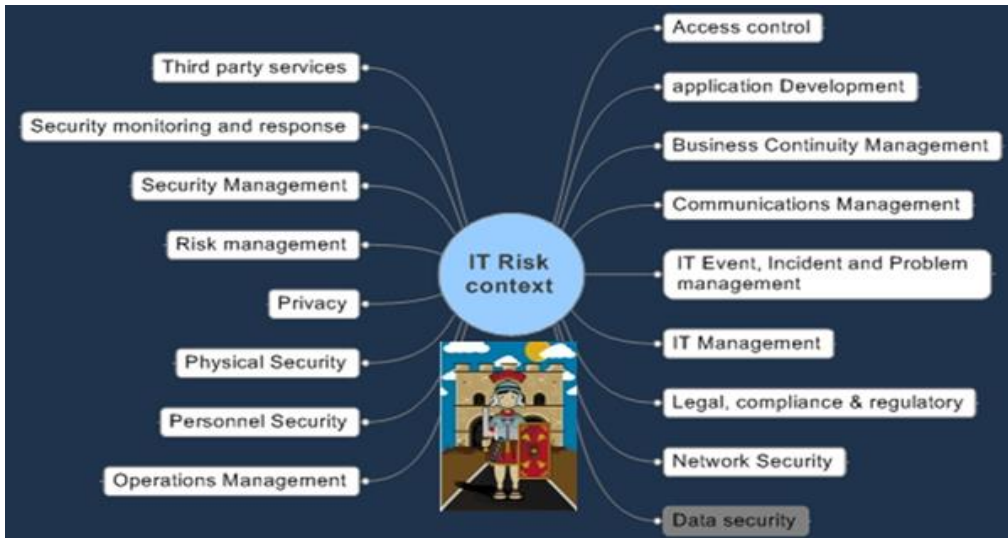 Third party services
Security monitoring and response
Security Management
Risk management
Privacy
Physical Security
Personnel Security
Operations Management
IT Risk
context
Access control
application Development
Business Continuity Management
Communications Management
IT Event, Incident and Problem
management
IT Management
Legal, compliance & regulatory
Network Security
Data security